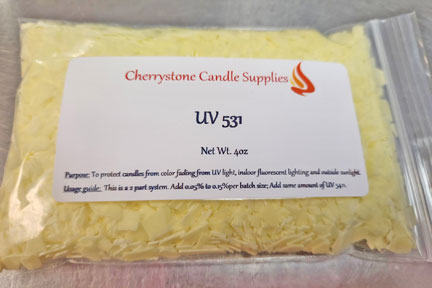 Cherrystone Candle Supplies
UV 531
Net Wt. 4oz
Purpose: To protect candles from color fading from UV light, indoor fluorescent lighting and outside sunlight.
Usage guide: This is a 2 part system. Add 0.05% to 0.15%per batch size; Add same amount of UV 5411.